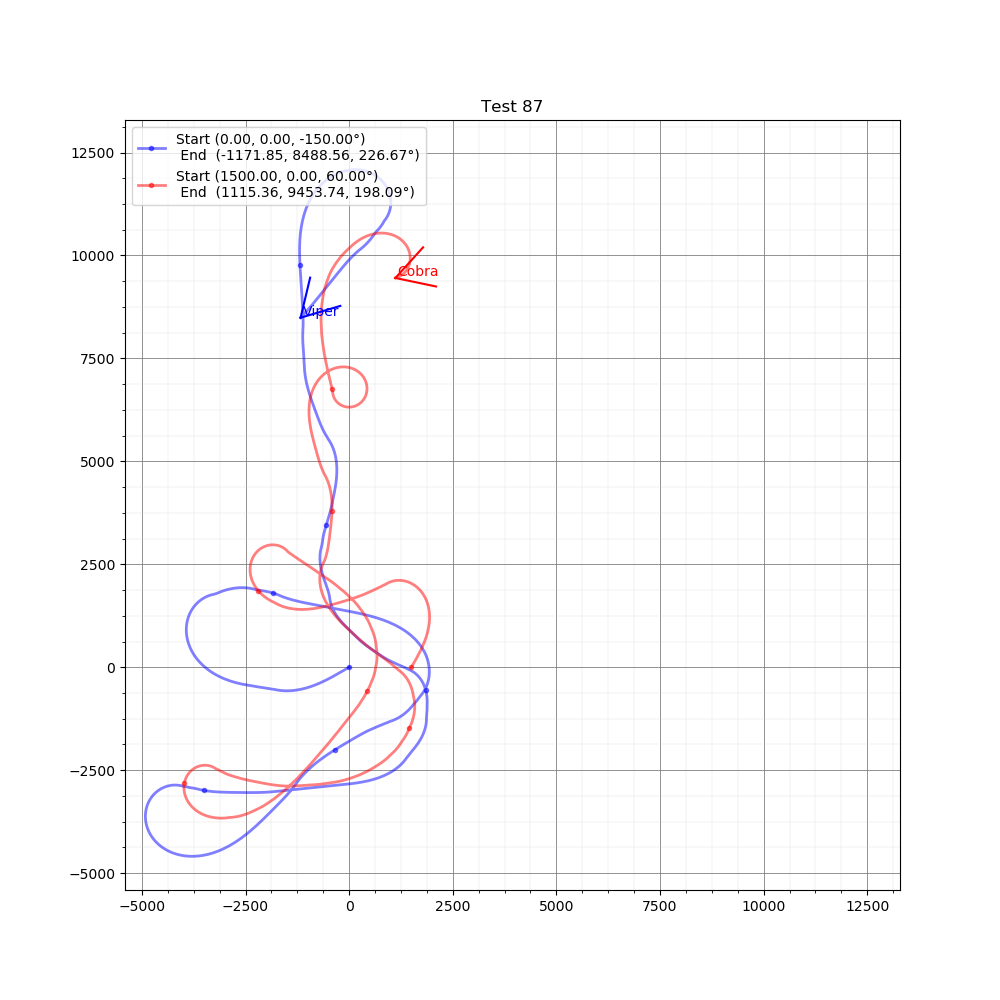 Test 87
Start (0.00, 0.00, -150.00°)
End (-1171.85, 8488.56, 226.67°)
Start (1500.00, 0.00, 60.00°)
End (1115.36, 9453.74, 198.09°)
12500
10000
7500
5000
2500
0
−2500
−5000
Cobra
Viper
−5000 −2500 0 2500 5000 7500 10000 12500